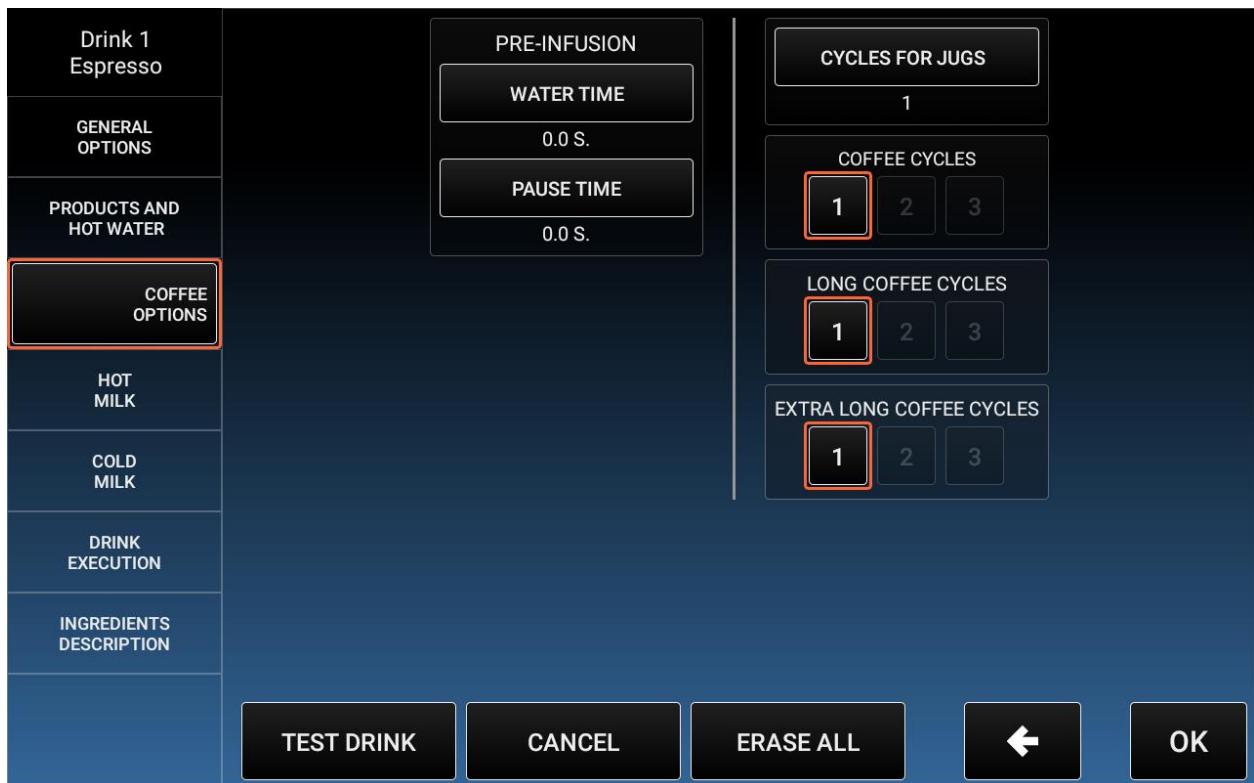 Drink 1
Espresso
GENERAL
OPTIONS
PRODUCTS AND
HOT WATER
COFFEE
OPTIONS
HOT
MILK
COLD
MILK
DRINK
EXECUTION
INGREDIENTS
DESCRIPTION
PRE-INFUSION
WATER TIME
0.0 S.
PAUSE TIME
0.0 S.
CYCLES FOR JUGS
1
COFFEE CYCLES
1 2 3
LONG COFFEE CYCLES
1 2 3
EXTRA LONG COFFEE CYCLES
1 2 3
TEST DRINK CANCEL ERASE ALL OK